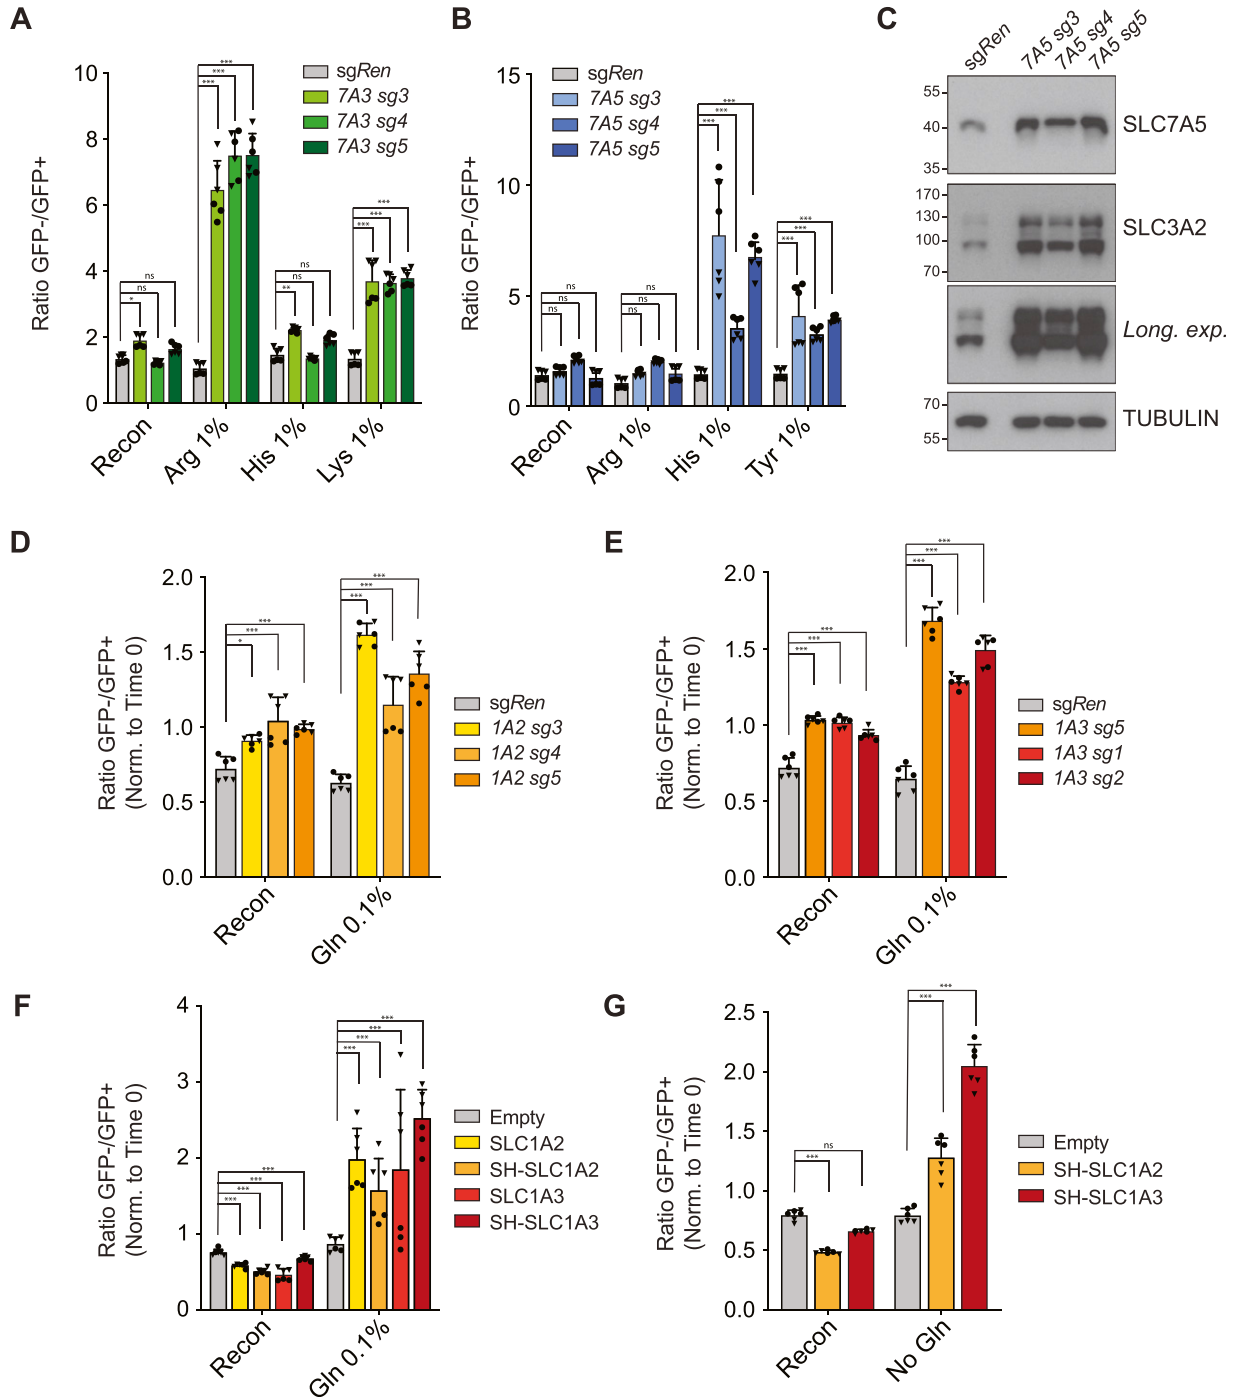 A
Ratio GFP-/GFP+
10
8
6
4
2
0
sgRen
7A3 sg3
7A3 sg4
7A3 sg5
ns
ns
*
***
***
***
ns
ns
**
***
***
***
Recon
Arg 1%
His 1%
Lys 1%
B
Ratio GFP-/GFP+
15
10
5
0
sgRen
7A5 sg3
7A5 sg4
7A5 sg5
ns
ns
ns
ns
ns
ns
***
***
***
***
***
***
Recon
Arg 1%
His 1%
Tyr 1%
C
sgRen
7A5 sg3
7A5 sg4
7A5 sg5
55
40
35
SLC7A5
170
130
100
70
SLC3A2
Long. exp.
70
55
TUBULIN
D
Ratio GFP-/GFP+
(Norm. to Time 0)
2.0
1.5
1.0
0.5
0.0
***
***
*
***
***
***
sgRen
1A2 sg3
1A2 sg4
1A2 sg5
Recon
Gln 0.1%
E
Ratio GFP-/GFP+
(Norm. to Time 0)
2.0
1.5
1.0
0.5
0.0
***
***
***
***
***
***
sgRen
1A3 sg5
1A3 sg1
1A3 sg2
Recon
Gln 0.1%
F
Ratio GFP-/GFP+
(Norm. to Time 0)
4
3
2
1
0
***
***
***
***
***
***
***
***
Empty
SLC1A2
SH-SLC1A2
SLC1A3
SH-SLC1A3
Recon
Gln 0.1%
G
Ratio GFP-/GFP+
(Norm. to Time 0)
2.5
2.0
1.5
1.0
0.5
0.0
ns
***
***
***
Empty
SH-SLC1A2
SH-SLC1A3
Recon
No Gln